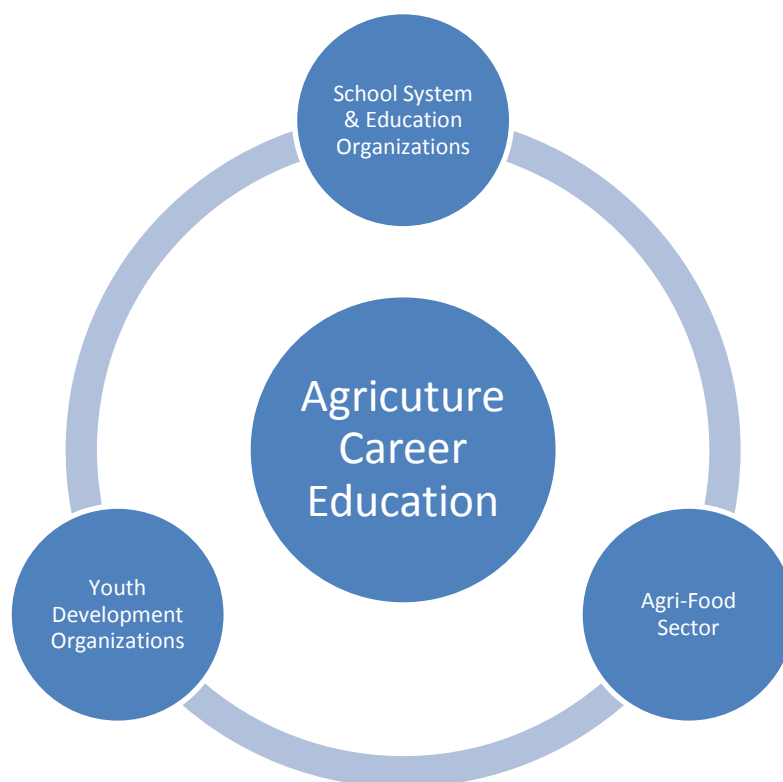 School System
& Education
Organizations
Agricuture
Career
Education
Youth
Development
Organizations
Agri-Food
Sector